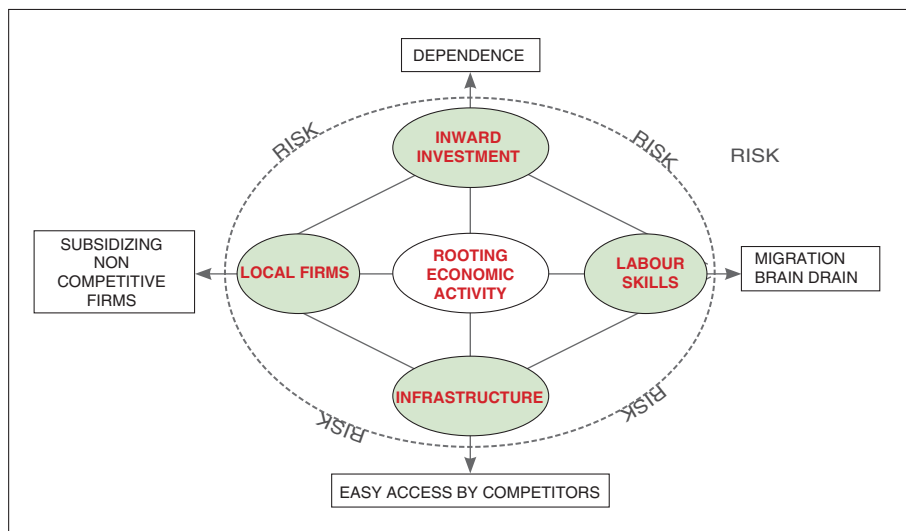 DEPENDENCE
RISK
INWARD
INVESTMENT
RISK
RISK
SUBSIDIZING
NON
COMPETITIVE
FIRMS
LOCAL FIRMS
ROOTING
ECONOMIC
ACTIVITY
LABOUR
SKILLS
MIGRATION
BRAIN DRAIN
INFRASTRUCTURE
RISK
RISK
EASY ACCESS BY COMPETITORS